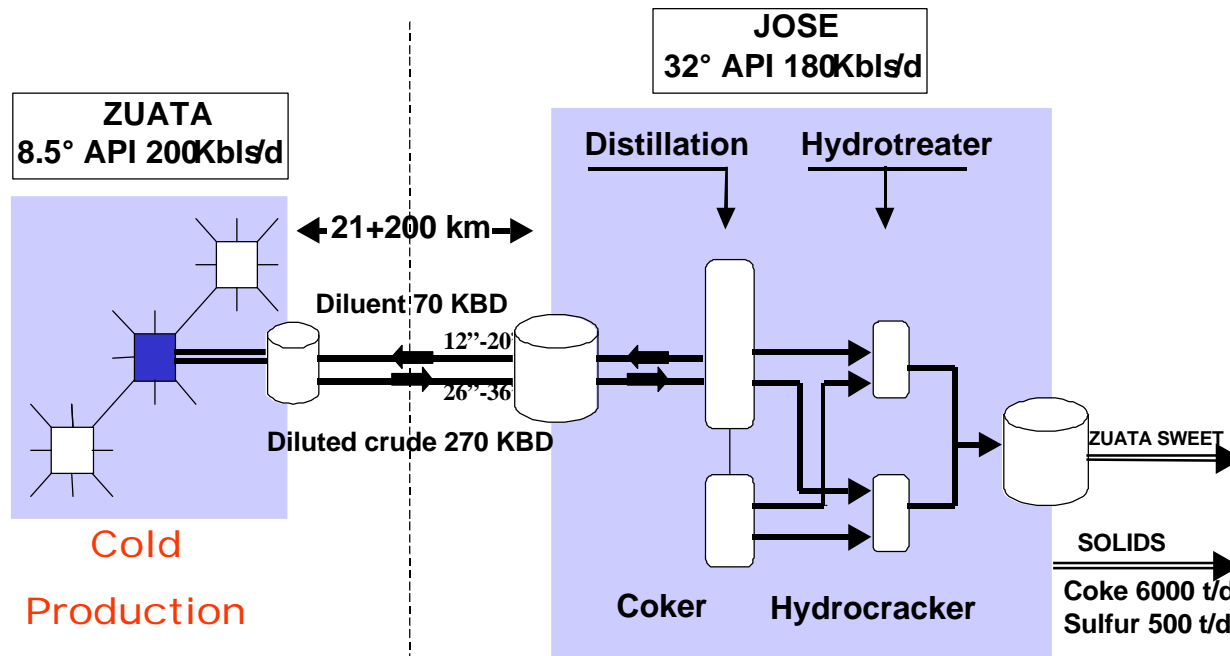 JOSE
32° API 180Kbls/d
ZUATA
8.5° API 200Kbls/d
Distillation
Hydrotreater
21+200 km
Diluent 70 KBD
12”-20”
26”-36”
Diluted crude 270 KBD
ZUATA SWEET
SOLIDS
Coke 6000 t/d
Sulfur 500 t/d
Coker
Hydrocracker
Cold
Production